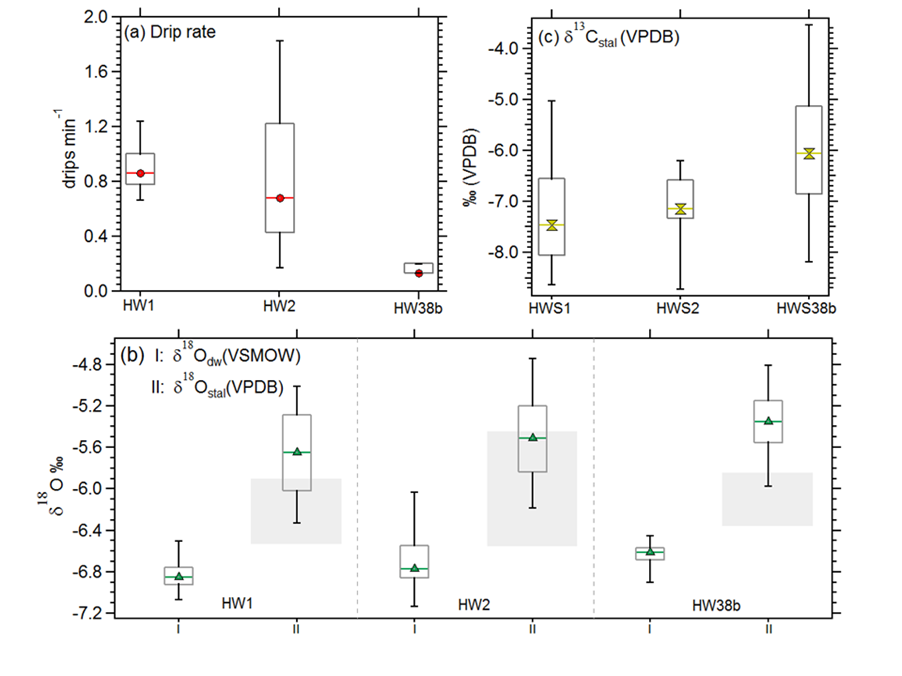 (a) Drip rate
2.0
1.6
1.2
0.8
0.4
0.0
drips min⁻¹
HW1
HW2
HW38b
(c) δ¹³Cstal (VPDB)
-4.0
-5.0
-6.0
-7.0
-8.0
‰ (VPDB)
HWS1
HWS2
HWS38b
(b) I: δ¹⁸Odw(VSMOW)
II: δ¹⁸Ostal(VPDB)
-4.8
-5.2
-5.6
-6.0
-6.4
-6.8
-7.2
δ¹⁸O ‰
HW1
HW2
HW38b
I
II
I
II
I
II